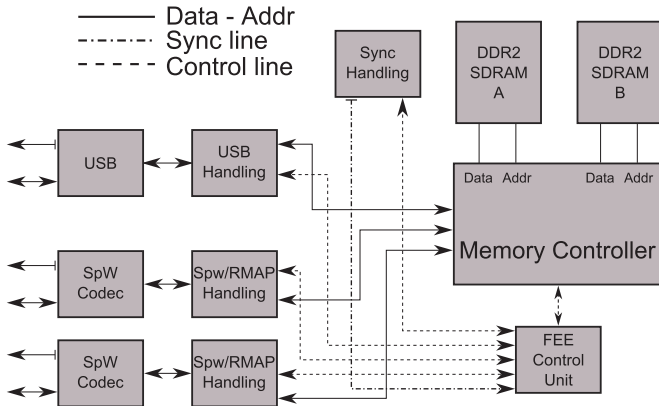 Data - Addr
Sync line
Control line
Sync
Handling
DDR2
SDRAM
A
DDR2
SDRAM
B
USB
USB
Handling
Data Addr
Data Addr
Memory Controller
SpW
Codec
Spw/RMAP
Handling
SpW
Codec
Spw/RMAP
Handling
FEE
Control
Unit